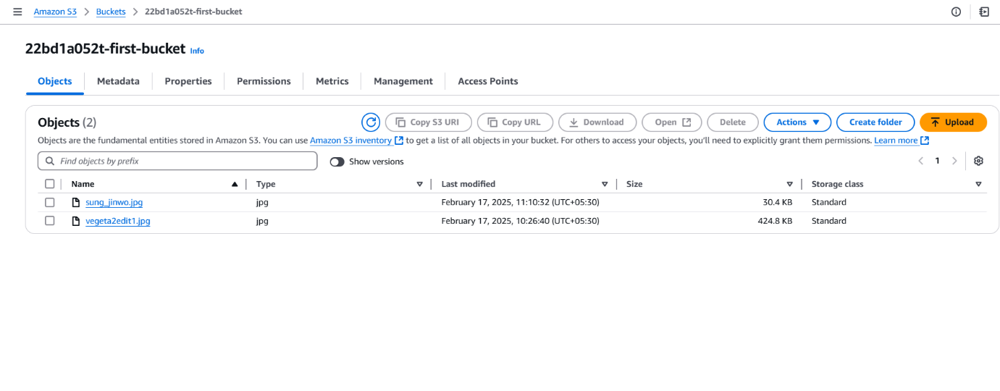 Amazon S3 > Buckets > 22bd1a052t-first-bucket
22bd1a052t-first-bucket Info
Objects Metadata Properties Permissions Metrics Management Access Points
Objects (2) Copy S3 URI Copy URL Download Open Delete Actions Create folder Upload
Objects are the fundamental entities stored in Amazon S3. You can use Amazon S3 inventory to get a list of all objects in your bucket. For others to access your objects, you’ll need to explicitly grant them permissions. Learn more
Find objects by prefix Show versions 1
Name Type Last modified Size Storage class
sung_jinwo.jpg jpg February 17, 2025, 11:10:32 (UTC+05:30) 30.4 KB Standard
vegeta2edit1.jpg jpg February 17, 2025, 10:26:40 (UTC+05:30) 424.8 KB Standard